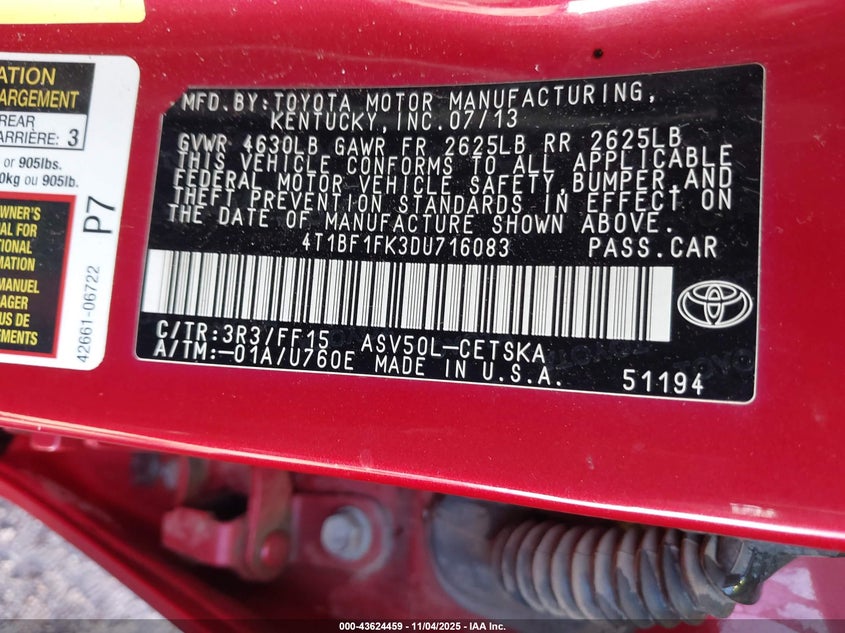 ATION
ARGEMENT
REAR
ARRIÈRE: 3
or 905lbs.
0kg ou 905lb.
WNER'S
AL FOR
TIONAL
MATION
MANUEL
AGER
US DE
EMENTS
P7
42661-06722
MFD.BY:TOYOTA MOTOR MANUFACTURING,
KENTUCKY,INC.07/13
GVWR 4630LB GAWR FR 2625LB RR 2625LB
THIS VEHICLE CONFORMS TO ALL APPLICABLE
FEDERAL MOTOR VEHICLE SAFETY,BUMPER,AND
THEFT PREVENTION STANDARDS IN EFFECT ON
THE DATE OF MANUFACTURE SHOWN ABOVE.
4T1BF1FK3DU716083 PASS.CAR
C/TR:3R3/FF15 ASV50L-CETSKA
A/TM:-01A/U760E MADE IN U.S.A. 51194
000-43624459 - 11/04/2025 - IAA, Inc.